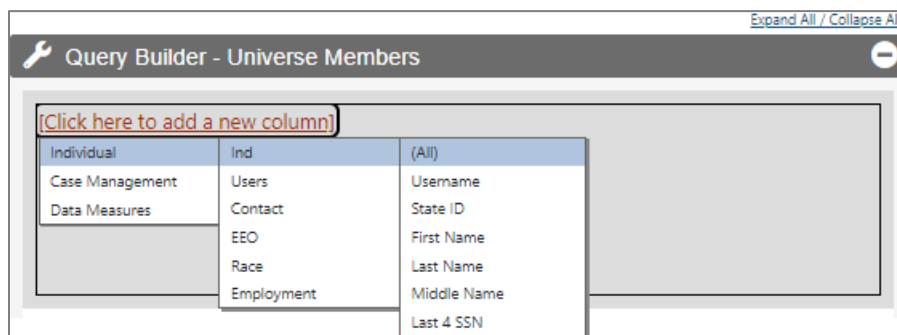 Expand All / Collapse Al
Query Builder - Universe Members
[Click here to add a new column]
Individual Ind (All)
Case Management Users Username
Data Measures Contact State ID
EEO First Name
Race Last Name
Employment Middle Name
Last 4 SSN